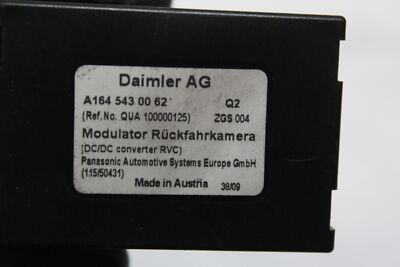 Daimler AG
A164 543 00 62 Q2
(Ref.No. QUA 100000125) ZGS 004
Modulator Rückfahrkamera
(DC/DC converter RVC)
Panasonic Automotive Systems Europe GmbH
(115/50431)
Made in Austria 38/09